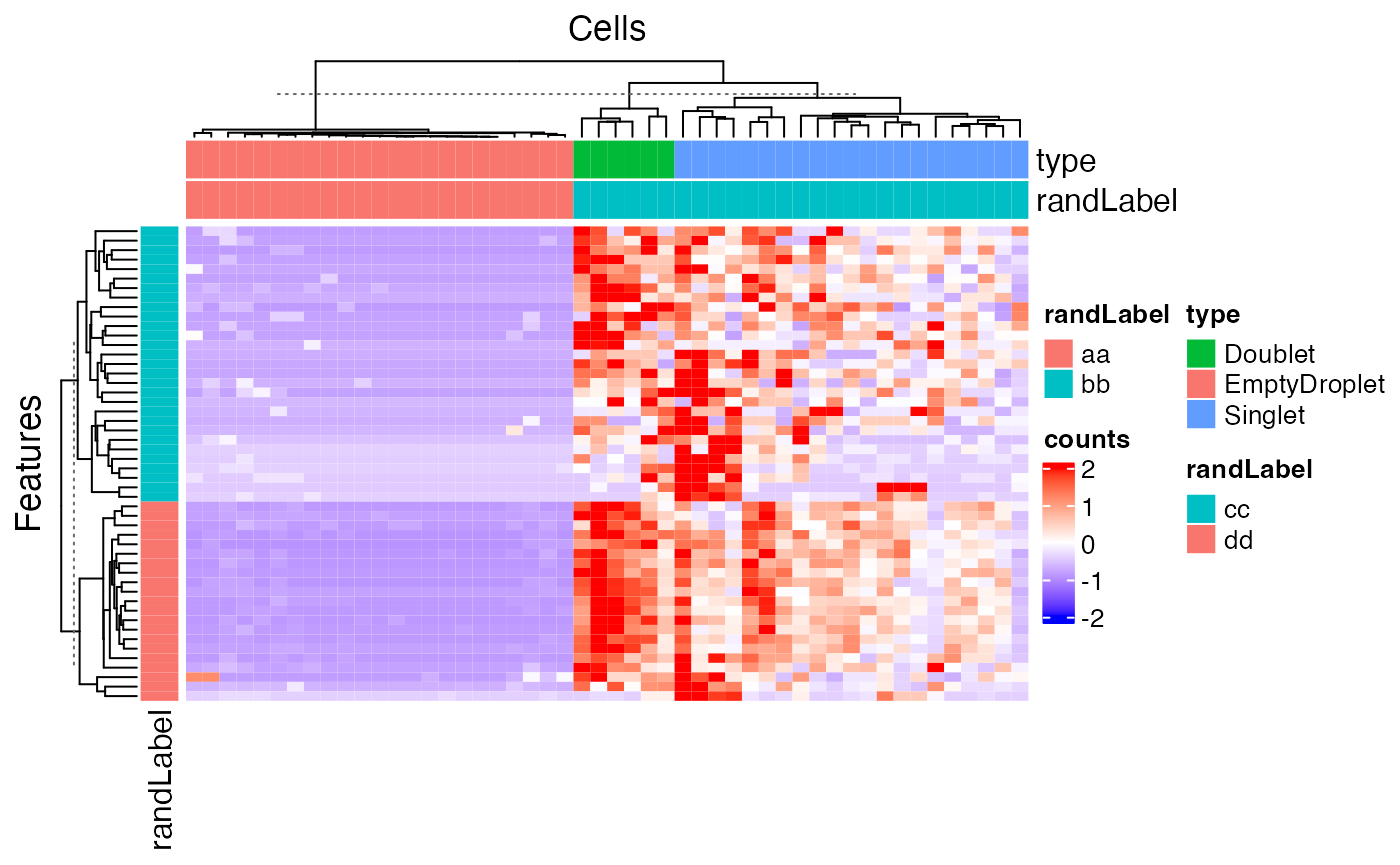 Cells
type
randLabel
Features
randLabel
randLabel
aa
bb
counts
2
1
0
-1
-2
type
Doublet
EmptyDroplet
Singlet
randLabel
cc
dd